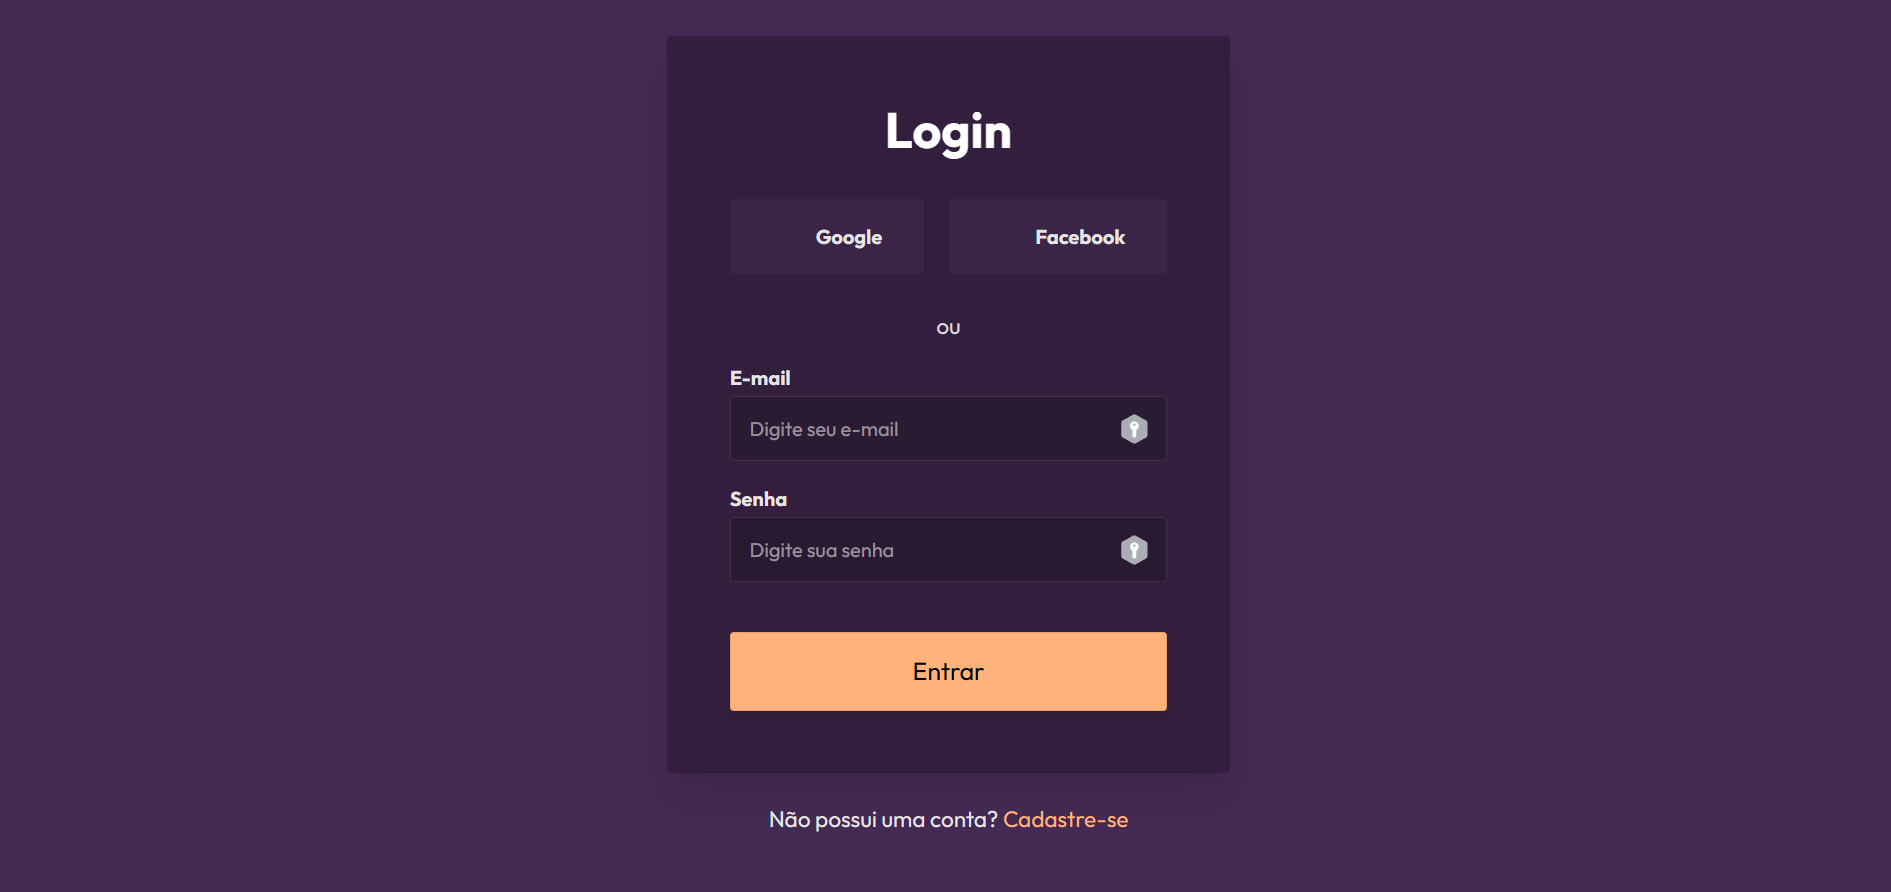 Login
Google Facebook
ou
E-mail
Digite seu e-mail
Senha
Digite sua senha
Entrar
Não possui uma conta? Cadastre-se